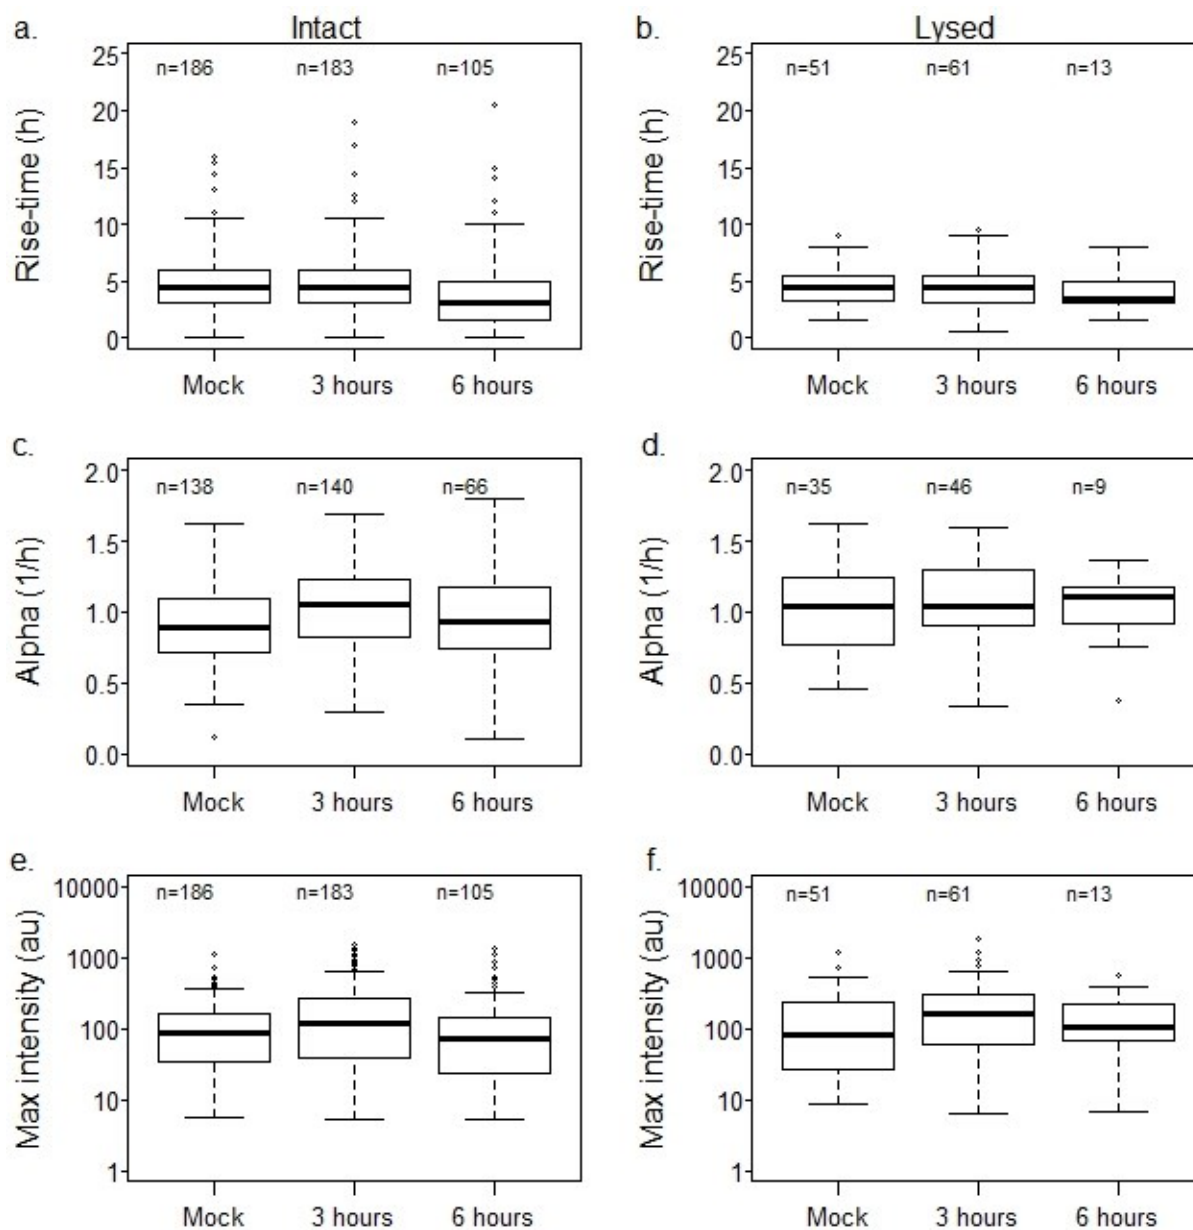 a. Intact
25
20
15
10
5
0
Rise-time (h)
n=186 n=183 n=105
Mock 3 hours 6 hours
b. Lysed
25
20
15
10
5
0
Rise-time (h)
n=51 n=61 n=13
Mock 3 hours 6 hours
c.
2.0
1.5
1.0
0.5
0.0
Alpha (1/h)
n=138 n=140 n=66
Mock 3 hours 6 hours
d.
2.0
1.5
1.0
0.5
0.0
Alpha (1/h)
n=35 n=46 n=9
Mock 3 hours 6 hours
e.
10000
1000
100
10
1
Max intensity (au)
n=186 n=183 n=105
Mock 3 hours 6 hours
f.
10000
1000
100
10
1
Max intensity (au)
n=51 n=61 n=13
Mock 3 hours 6 hours